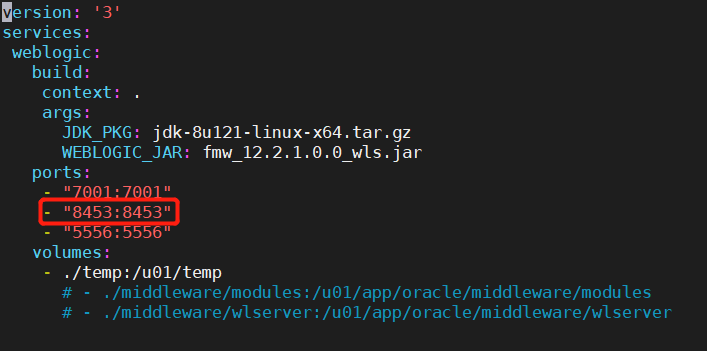 version: '3'
services:
 weblogic:
   build:
    context: .
    args:
      JDK_PKG: jdk-8u121-linux-x64.tar.gz
      WEBLOGIC_JAR: fmw_12.2.1.0.0_wls.jar
   ports:
    - "7001:7001"
    - "8453:8453"
    - "5556:5556"
   volumes:
    - ./temp:/u01/temp
      # - ./middleware/modules:/u01/app/oracle/middleware/modules
      # - ./middleware/wlserver:/u01/app/oracle/middleware/wlserver